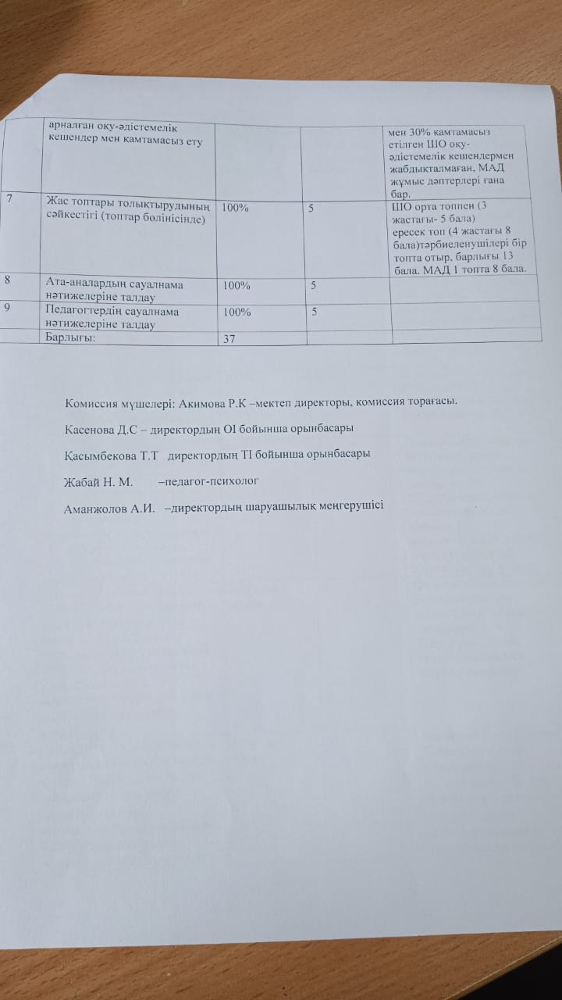 арналған оқу-әдістемелік
кешендер мен қамтамасыз ету
мен 30% қамтамасыз
етілген ШО оқу-
әдістемелік кешендермен
жабдықталмаған, МАД
жұмыс дәптерлері ғана
бар.
7
Жас топтары толықтырудының
сәйкестігі (топтар бөлінісінде)
100%
5
ШО орта топпен (3
жастағы- 5 бала)
ересек топ (4 жастағы 8
бала)тәрбиеленушілері бір
топта отыр, барлығы 13
бала. МАД 1 топта 8 бала.
8
Ата-аналардың сауалнама
нәтижелеріне талдау
100%
5
9
Педагогтердің сауалнама
нәтижелеріне талдау
100%
5
Барлығы:
37
Комиссия мүшелері: Акимова Р.К –мектеп директоры, комиссия торағасы.
Касенова Д.С – директордың ОІ бойынша орынбасары
Қасымбекова Т.Т директордың ТІ бойынша орынбасары
Жабай Н. М. –педагог-психолог
Аманжолов А.И. –директордың шаруашылық меңгерушісі